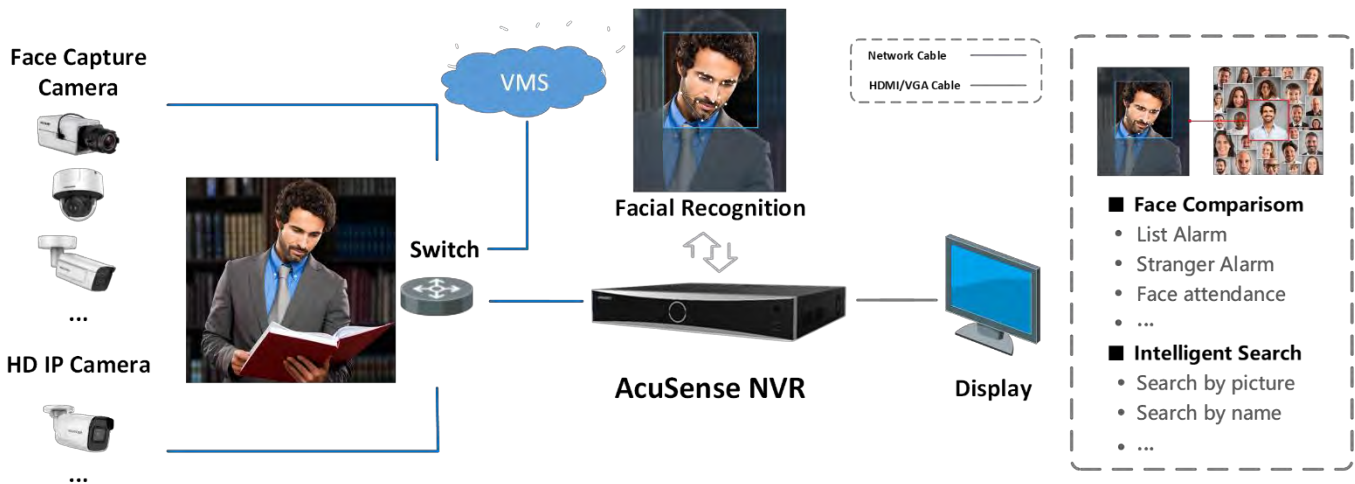 Face Capture
Camera
...
HD IP Camera
...
VMS
Switch
Facial Recognition
AcuSense NVR
Display
Network Cable
HDMI/VGA Cable
■ Face Comparisom
• List Alarm
• Stranger Alarm
• Face attendance
• ...
■ Intelligent Search
• Search by picture
• Search by name
• ...